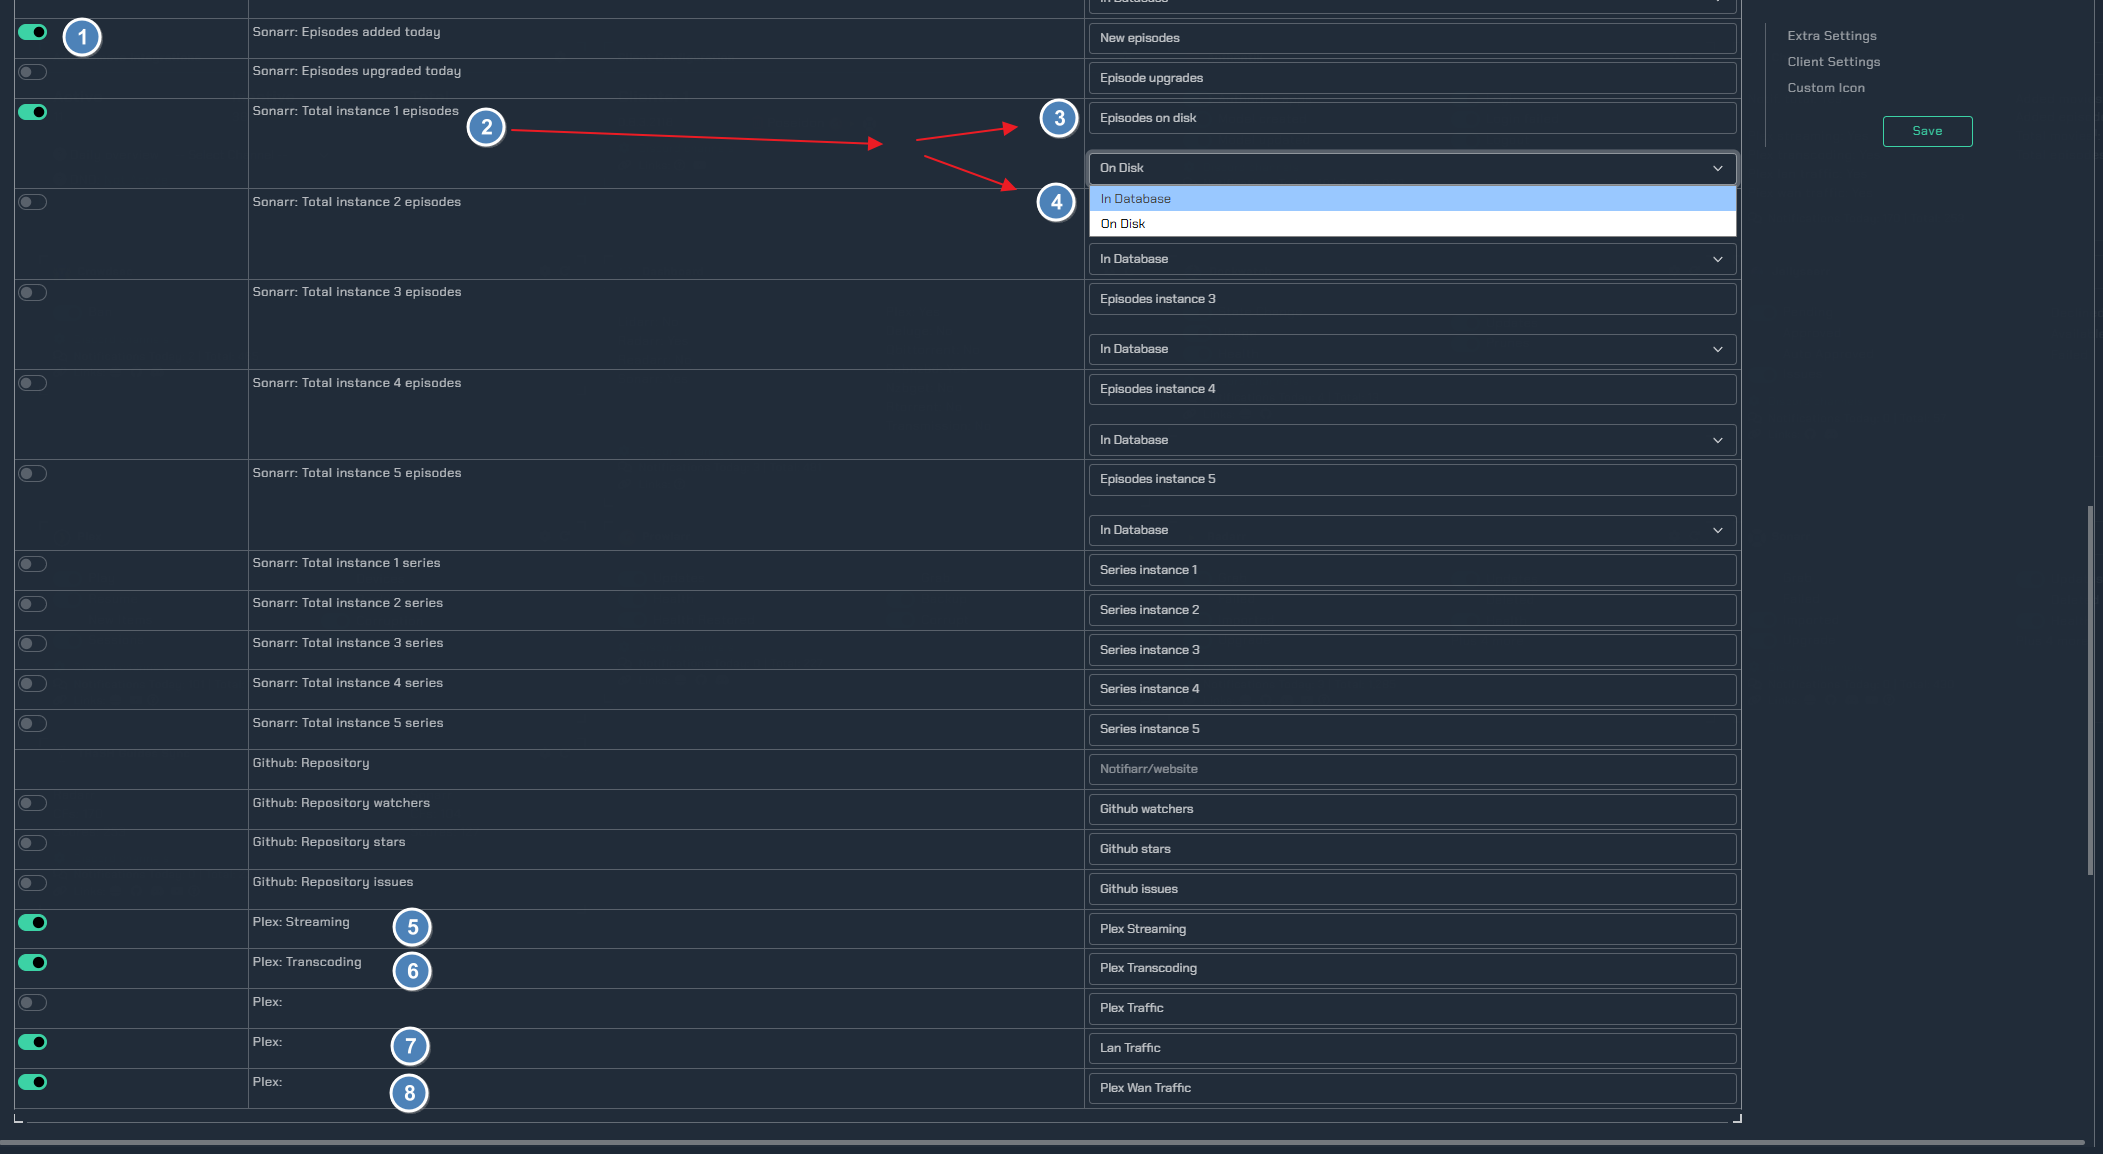 In Database
1
Sonarr: Episodes added today
New episodes
Sonarr: Episodes upgraded today
Episode upgrades
Sonarr: Total instance 1 episodes
2
3
Episodes on disk
On Disk
4
In Database
On Disk
Sonarr: Total instance 2 episodes
In Database
Sonarr: Total instance 3 episodes
Episodes instance 3
In Database
Sonarr: Total instance 4 episodes
Episodes instance 4
In Database
Sonarr: Total instance 5 episodes
Episodes instance 5
In Database
Sonarr: Total instance 1 series
Series instance 1
Sonarr: Total instance 2 series
Series instance 2
Sonarr: Total instance 3 series
Series instance 3
Sonarr: Total instance 4 series
Series instance 4
Sonarr: Total instance 5 series
Series instance 5
Github: Repository
Notifiarr/website
Github: Repository watchers
Github watchers
Github: Repository stars
Github stars
Github: Repository issues
Github issues
Plex: Streaming
5
Plex Streaming
Plex: Transcoding
6
Plex Transcoding
Plex:
Plex Traffic
Plex:
7
Lan Traffic
Plex:
8
Plex Wan Traffic
Extra Settings
Client Settings
Custom Icon
Save